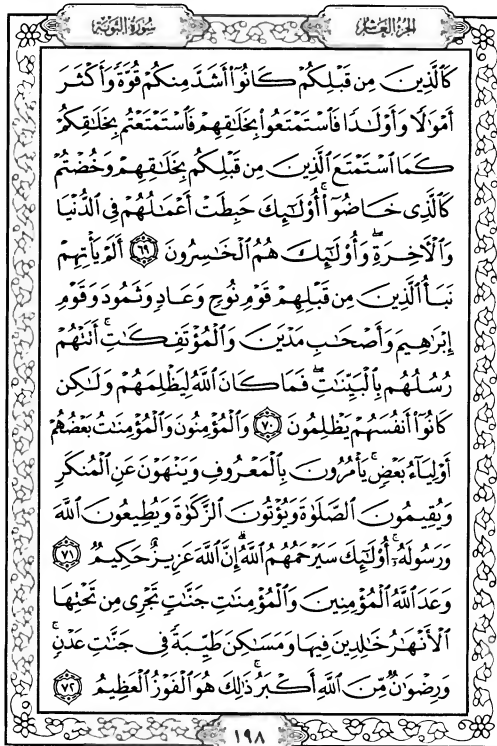 الجزء العاشر
سورة التوبة
كَٱلَّذِينَ مِن قَبۡلِكُمۡ كَانُوٓاْ أَشَدَّ مِنكُمۡ قُوَّةٗ وَأَكۡثَرَ
أَمۡوَٰلٗا وَأَوۡلَٰدٗا فَٱسۡتَمۡتَعُواْ بِخَلَٰقِهِمۡ فَٱسۡتَمۡتَعۡتُم بِخَلَٰقِكُمۡ
كَمَا ٱسۡتَمۡتَعَ ٱلَّذِينَ مِن قَبۡلِكُم بِخَلَٰقِهِمۡ وَخُضۡتُمۡ
كَٱلَّذِي خَاضُوٓاْۚ أُوْلَٰٓئِكَ حَبِطَتۡ أَعۡمَٰلُهُمۡ فِي ٱلدُّنۡيَا
وَٱلۡأٓخِرَةِۖ وَأُوْلَٰٓئِكَ هُمُ ٱلۡخَٰسِرُونَ ٦٩ أَلَمۡ يَأۡتِهِمۡ
نَبَأُ ٱلَّذِينَ مِن قَبۡلِهِمۡ قَوۡمِ نُوحٖ وَعَادٖ وَثَمُودَ وَقَوۡمِ
إِبۡرَٰهِيمَ وَأَصۡحَٰبِ مَدۡيَنَ وَٱلۡمُؤۡتَفِكَٰتِۚ أَتَتۡهُمۡ
رُسُلُهُم بِٱلۡبَيِّنَٰتِۖ فَمَا كَانَ ٱللَّهُ لِيَظۡلِمَهُمۡ وَلَٰكِن
كَانُوٓاْ أَنفُسَهُمۡ يَظۡلِمُونَ ٧٠ وَٱلۡمُؤۡمِنُونَ وَٱلۡمُؤۡمِنَٰتُ بَعۡضُهُمۡ
أَوۡلِيَآءُ بَعۡضٖۚ يَأۡمُرُونَ بِٱلۡمَعۡرُوفِ وَيَنۡهَوۡنَ عَنِ ٱلۡمُنكَرِ
وَيُقِيمُونَ ٱلصَّلَوٰةَ وَيُؤۡتُونَ ٱلزَّكَوٰةَ وَيُطِيعُونَ ٱللَّهَ
وَرَسُولَهُۥٓۚ أُوْلَٰٓئِكَ سَيَرۡحَمُهُمُ ٱللَّهُۗ إِنَّ ٱللَّهَ عَزِيزٌ حَكِيمٞ ٧١
وَعَدَ ٱللَّهُ ٱلۡمُؤۡمِنِينَ وَٱلۡمُؤۡمِنَٰتِ جَنَّٰتٖ تَجۡرِي مِن تَحۡتِهَا
ٱلۡأَنۡهَٰرُ خَٰلِدِينَ فِيهَا وَمَسَٰكِنَ طَيِّبَةٗ فِي جَنَّٰتِ عَدۡنٖۚ
وَرِضۡوَٰنٞ مِّنَ ٱللَّهِ أَكۡبَرُۚ ذَٰلِكَ هُوَ ٱلۡفَوۡزُ ٱلۡعَظِيمُ ٧٢
١٩٨